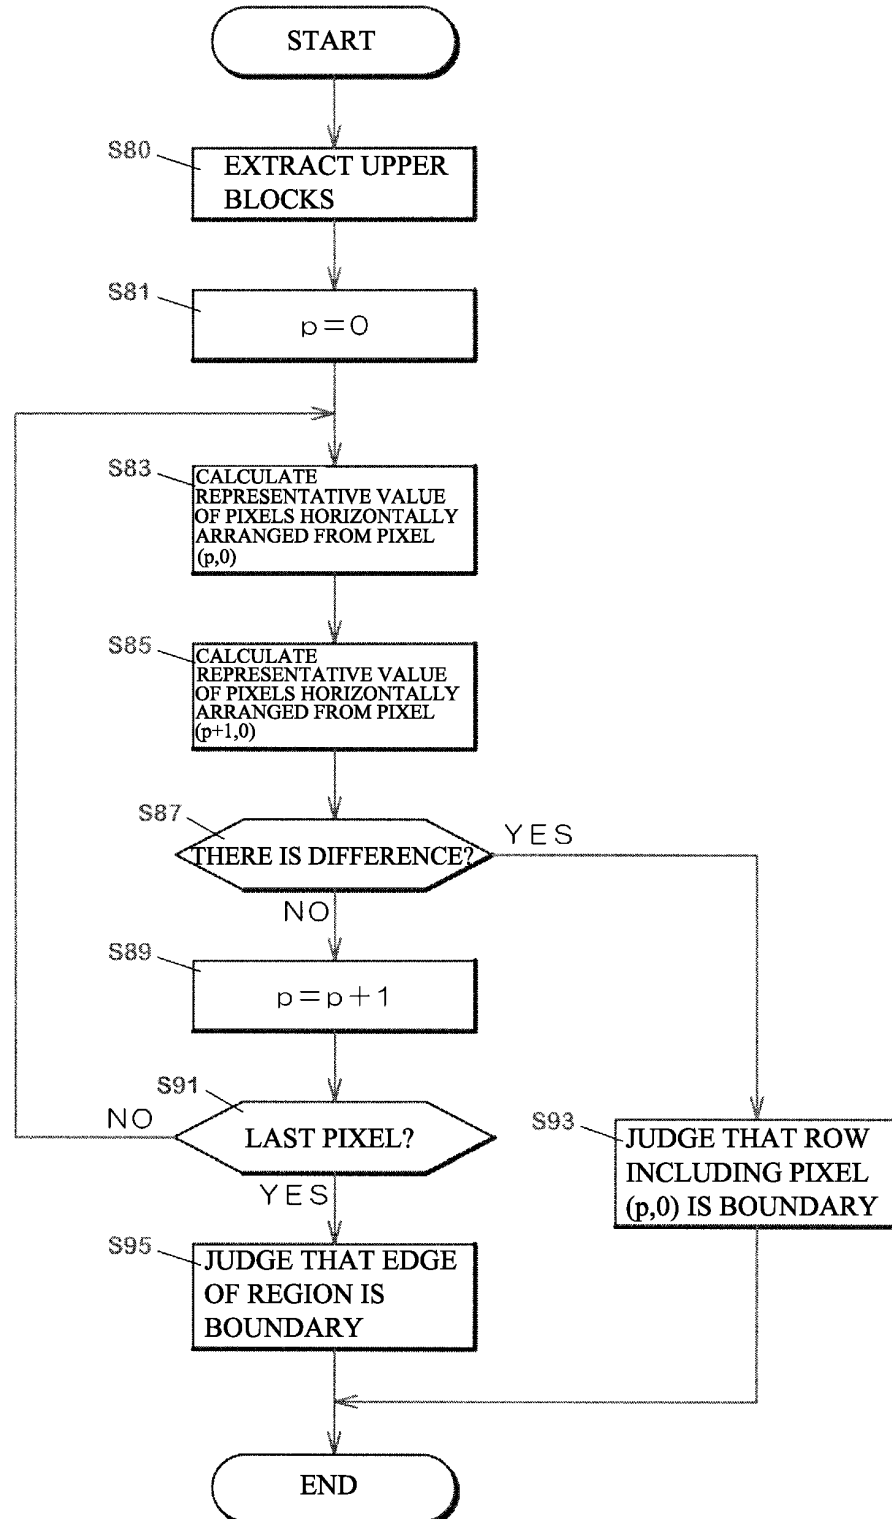 START
S80
EXTRACT UPPER
BLOCKS
S81
p=0
S83
CALCULATE
REPRESENTATIVE VALUE
OF PIXELS HORIZONTALLY
ARRANGED FROM PIXEL
(p,0)
S85
CALCULATE
REPRESENTATIVE VALUE
OF PIXELS HORIZONTALLY
ARRANGED FROM PIXEL
(p+1,0)
S87
THERE IS DIFFERENCE?
YES
NO
S89
p=p+1
S91
LAST PIXEL?
NO
YES
S93
JUDGE THAT ROW
INCLUDING PIXEL
(p,0) IS BOUNDARY
S95
JUDGE THAT EDGE
OF REGION IS
BOUNDARY
END